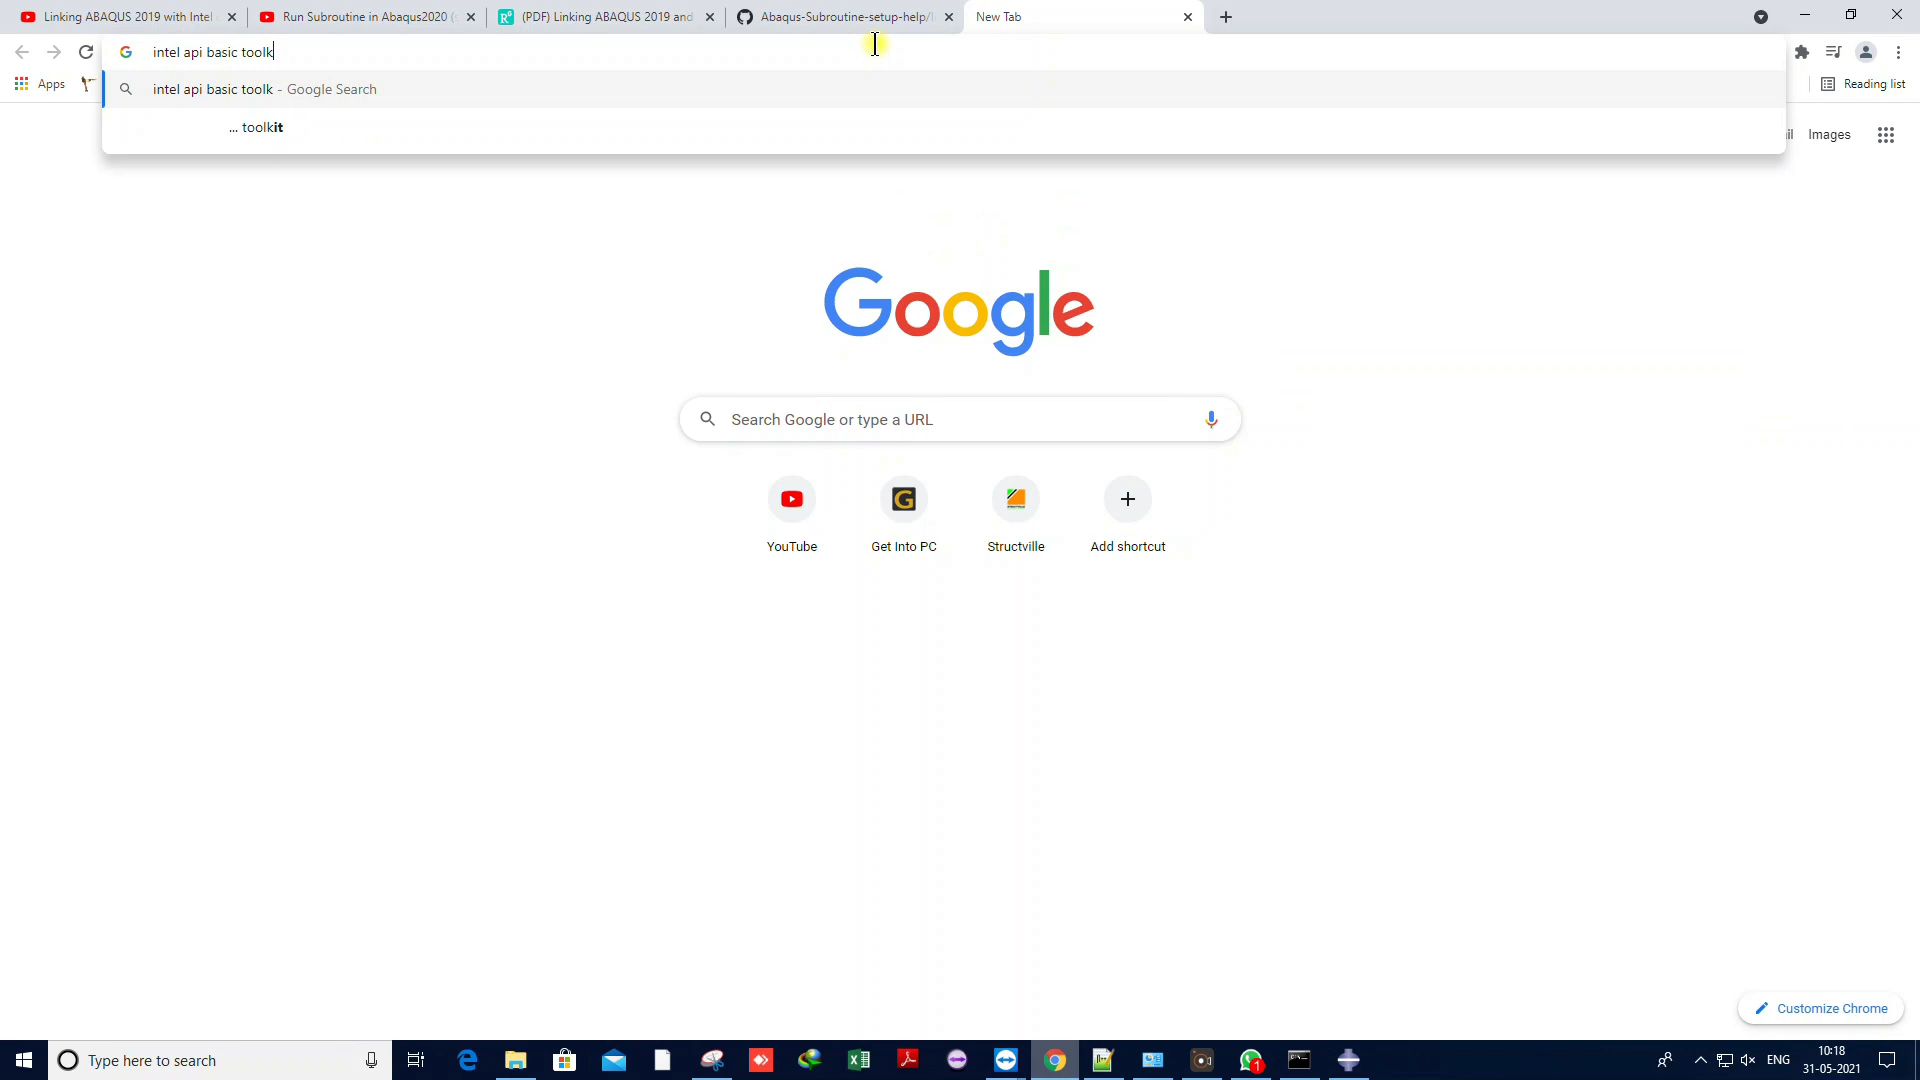 Linking ABAQUS 2019 with Intel
Run Subroutine in Abaqus2020 (
(PDF) Linking ABAQUS 2019 and
Abaqus-Subroutine-setup-help/
New Tab
intel api basic toolk
Apps
Reading list
intel api basic toolk - Google Search
... toolkit
Images
Google
Search Google or type a URL
YouTube
Get Into PC
Structville
Add shortcut
Customize Chrome
Type here to search
ENG
10:18
31-05-2021